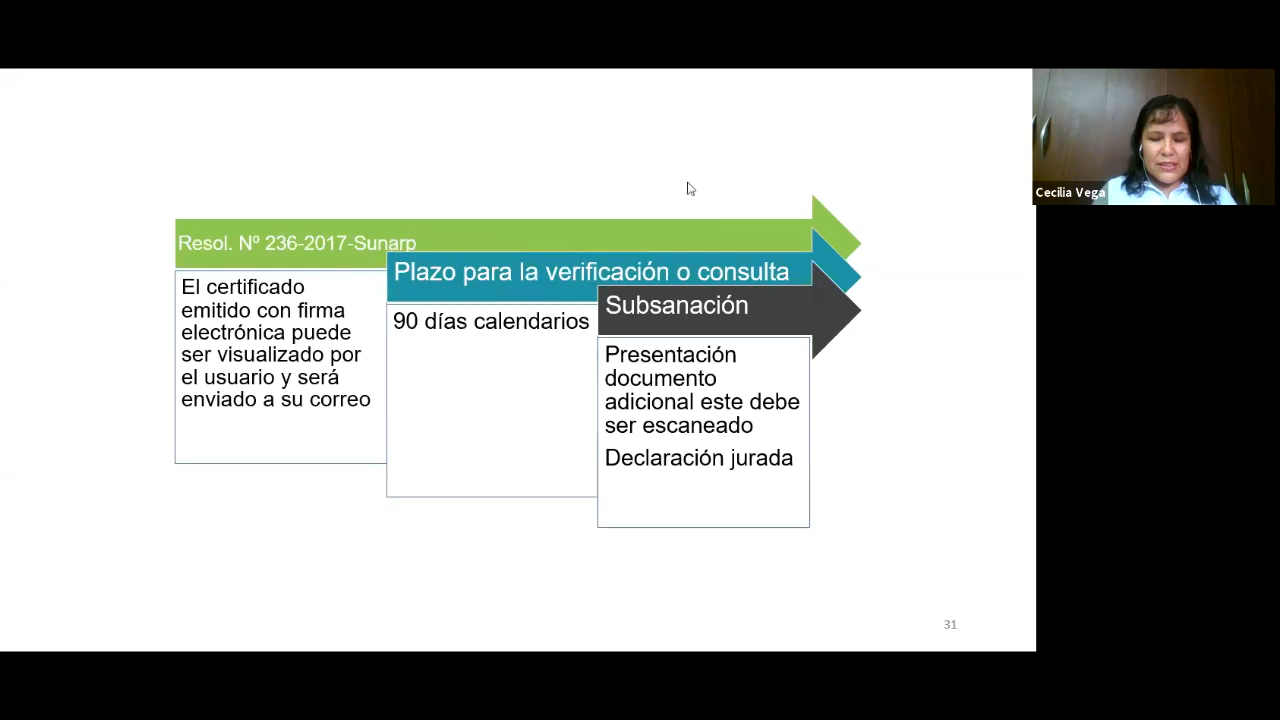 Resol. Nº 236-2017-Sunarp
El certificado
emitido con firma
electrónica puede
ser visualizado por
el usuario y será
enviado a su correo
Plazo para la verificación o consulta
90 días calendarios
Subsanación
Presentación
documento
adicional este debe
ser escaneado
Declaración jurada
31
Cecilia Vega